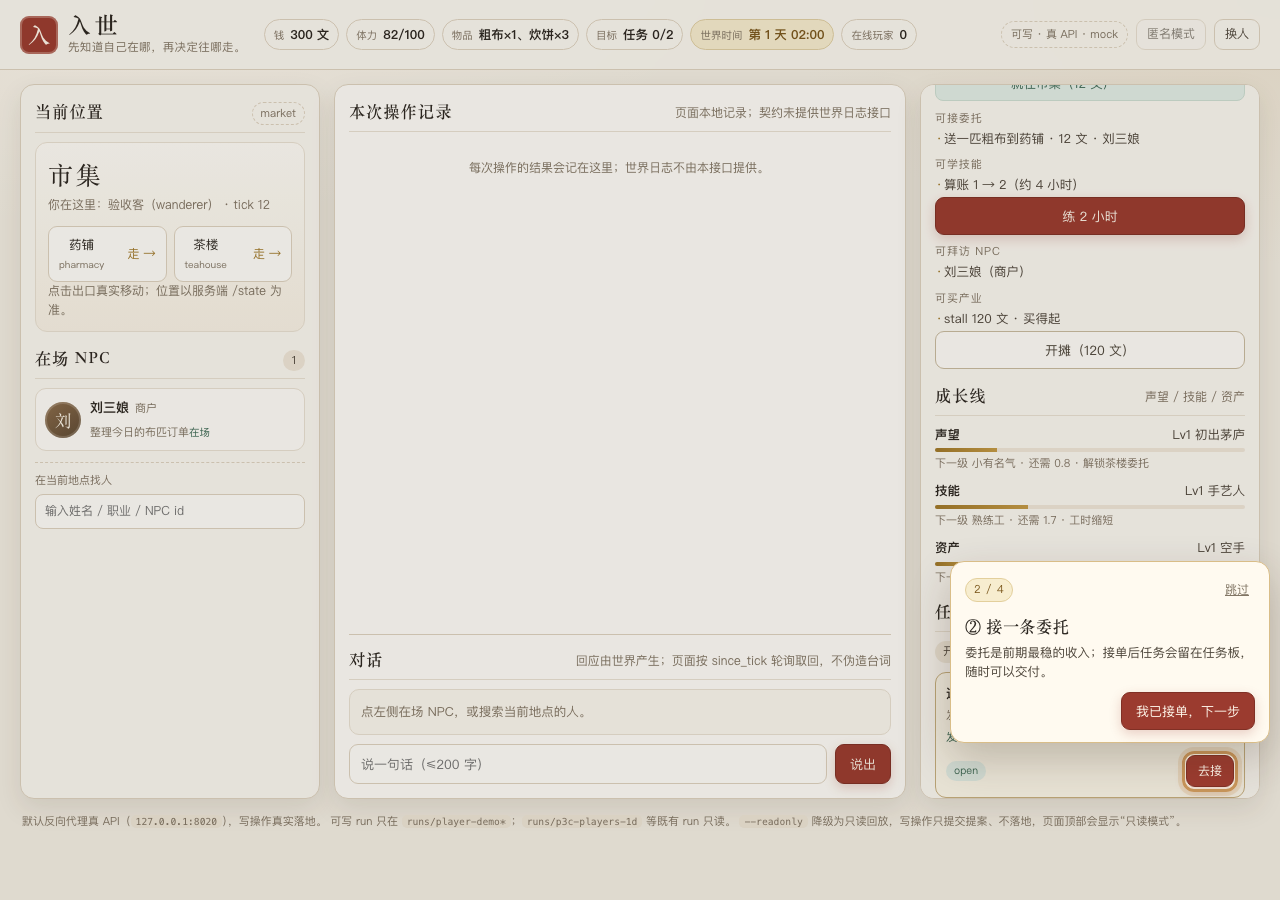 入 入世
先知道自己在哪，再决定往哪走。
钱 300 文
体力 82/100
物品 粗布×1、炊饼×3
目标 任务 0/2
世界时间 第 1 天 02:00
在线玩家 0
可写 · 真 API · mock
匿名模式
换人
当前位置
market
市集
你在这里：验收客（wanderer） · tick 12
药铺
pharmacy
走 →
茶楼
teahouse
走 →
点击出口真实移动；位置以服务端 /state 为
准。
在场 NPC
1
刘
刘三娘 商户
整理今日的布匹订单在场
在当前地点找人
输入姓名 / 职业 / NPC id
本次操作记录
页面本地记录；契约未提供世界日志接口
每次操作的结果会记在这里；世界日志不由本接口提供。
对话
回应由世界产生；页面按 since_tick 轮询取回，不伪造台词
点左侧在场 NPC，或搜索当前地点的人。
说一句话（≤200 字）
说出
可接委托
· 送一匹粗布到药铺 · 12 文 · 刘三娘
可学技能
· 算账 1 → 2（约 4 小时）
练 2 小时
可拜访 NPC
· 刘三娘（商户）
可买产业
· stall 120 文 · 买得起
开摊（120 文）
成长线
声望 / 技能 / 资产
声望
Lv1 初出茅庐
下一级 小有名气 · 还需 0.8 · 解锁茶楼委托
技能
Lv1 手艺人
下一级 熟练工 · 还需 1.7 · 工时缩短
资产
Lv1 空手
2 / 4
跳过
② 接一条委托
委托是前期最稳的收入；接单后任务会留在任务板，
随时可以交付。
我已接单，下一步
open
去接
默认反向代理真 API（ 127.0.0.1:8020 ），写操作真实落地。 可写 run 只在 runs/player-demo* ； runs/p3c-players-1d 等既有 run 只读。 --readonly 降级为只读回放，写操作只提交提案、不落地，页面顶部会显示“只读模式”。